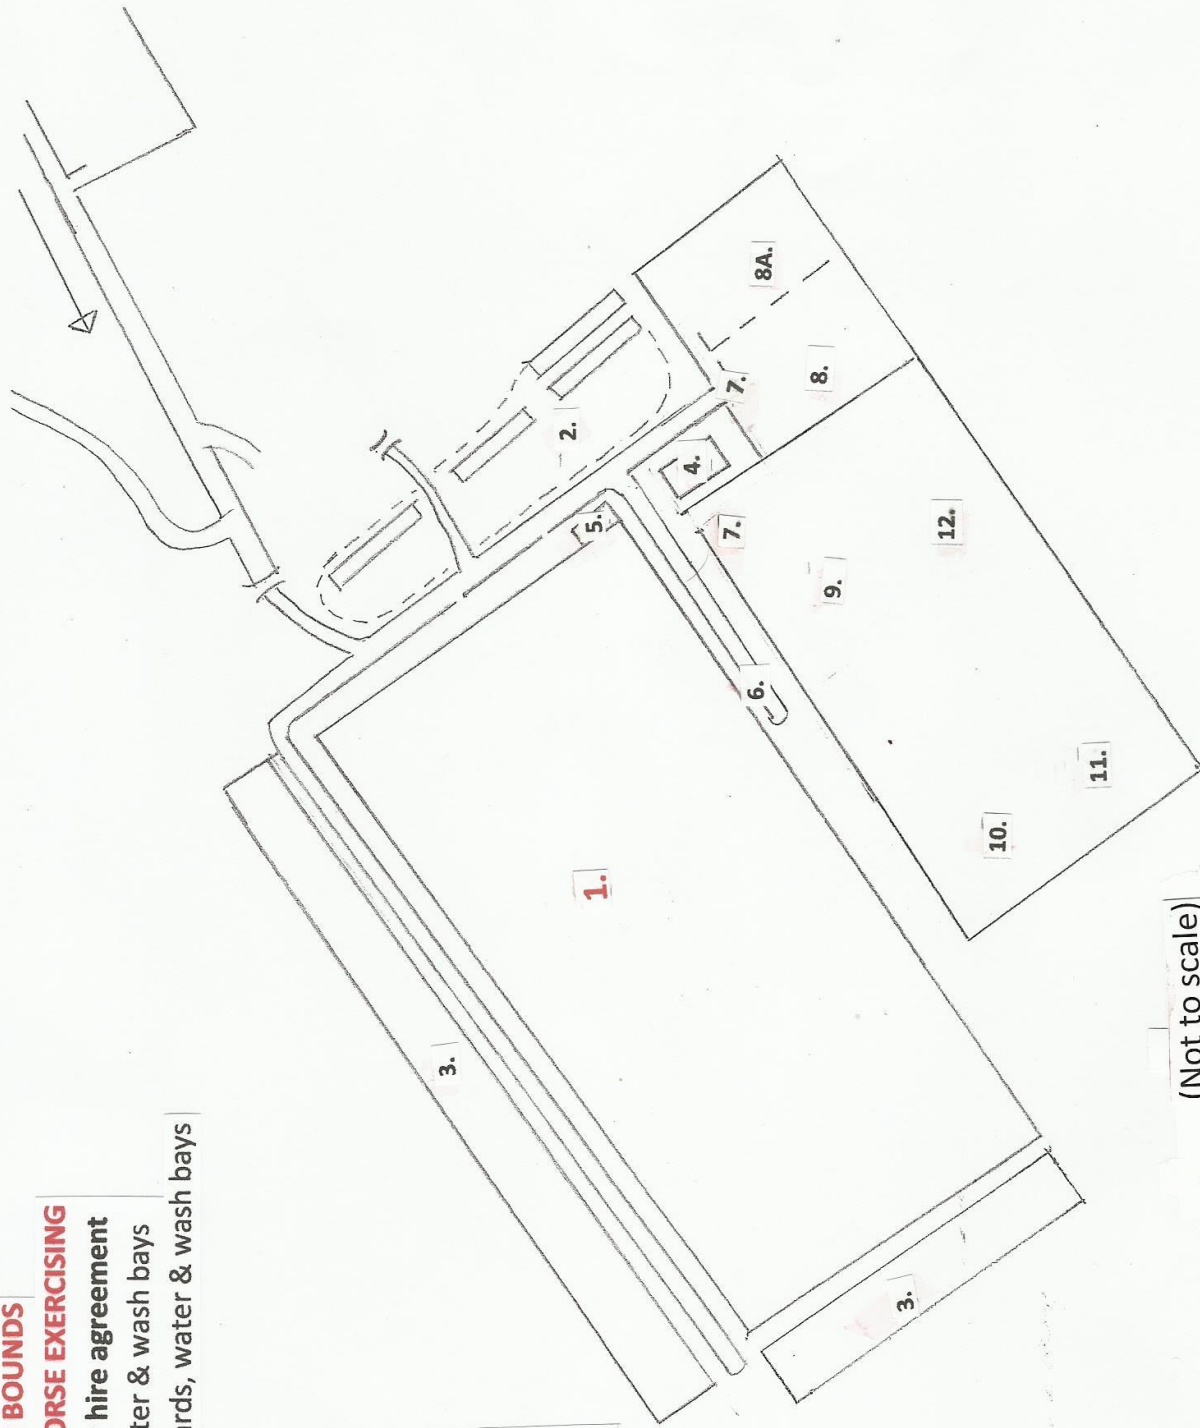 BOUNDS
ORSE EXERCISING
hire agreement
ter & wash bays
rds, water & wash bays
3.
3.
1.
2.
5.
6.
4.
7.
7.
8A.
8.
9.
12.
10.
11.
(Not to scale)